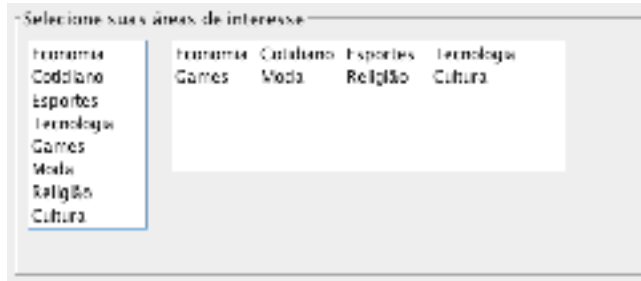 Selecione suas áreas de interesse
Economia
Cotidiano
Esportes
Tecnologia
Games
Moda
Religião
Cultura
Economia Cotidiano Esportes Tecnologia
Games Moda Religião Cultura